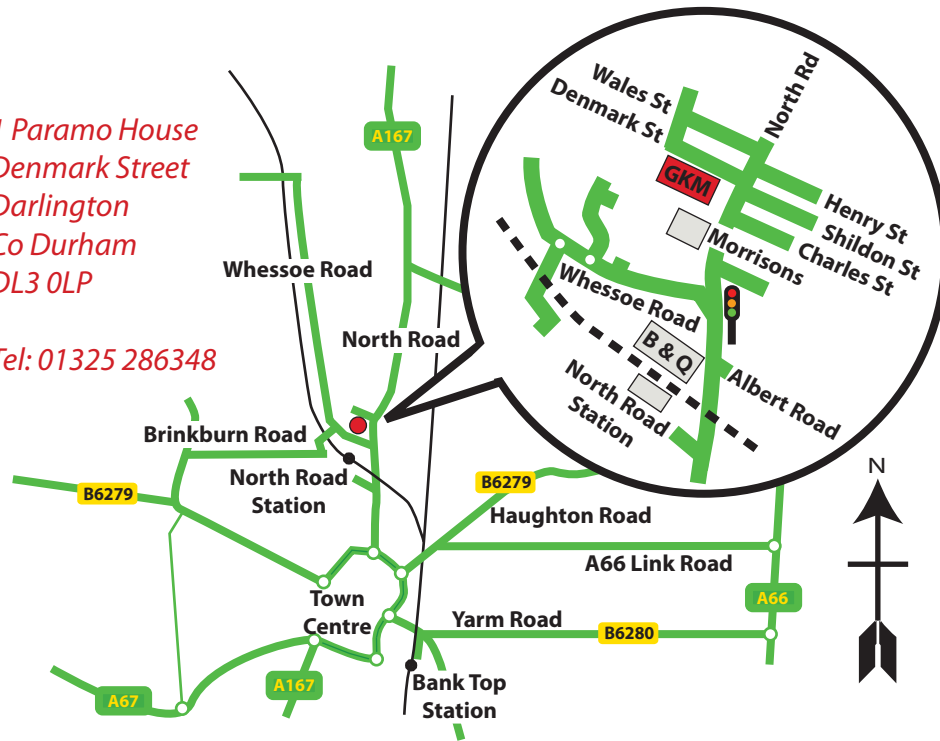 1 Paramo House
Denmark Street
Darlington
Co Durham
DL3 0LP
Tel: 01325 286348
A167
Whessoe Road
North Road
Brinkburn Road
North Road
Station
B6279
B6279
Haughton Road
A66 Link Road
A66
Town
Centre
Yarm Road
B6280
A67
A167
Bank Top
Station
Wales St
Denmark St
North Rd
GKM
Henry St
Shildon St
Charles St
Morrisons
Whessoe Road
B & Q
North Road
Station
Albert Road
N